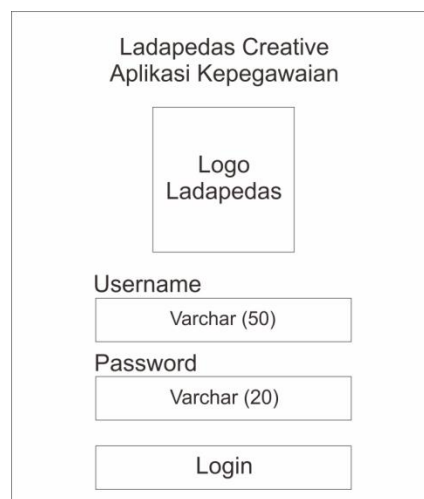 Ladapedas Creative
Aplikasi Kepegawaian
Logo
Ladapedas
Username
Varchar (50)
Password
Varchar (20)
Login